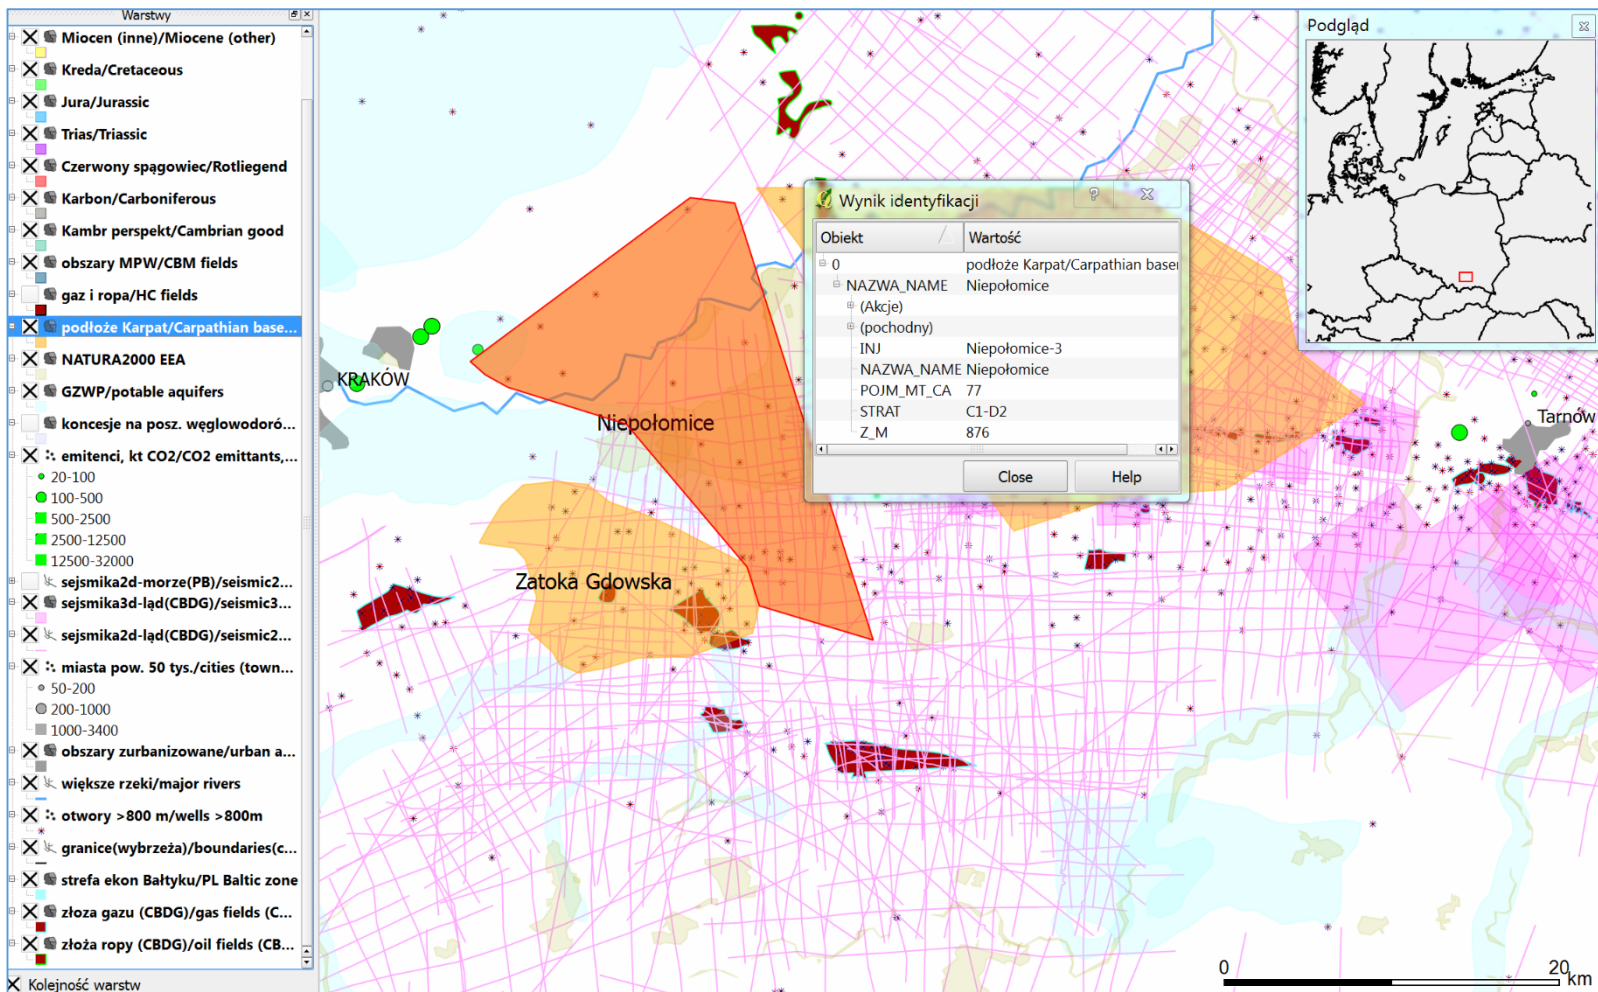 Warstwy
Miocen (inne)/Miocene (other)
Kreda/Cretaceous
Jura/Jurassic
Trias/Triassic
Czerwony spągowiec/Rotliegend
Karbon/Carboniferous
Kambr perspekt/Cambrian good
obszary MPW/CBM fields
gaz i ropa/HC fields
podłoże Karpat/Carpathian base...
NATURA2000 EEA
GZWP/potable aquifers
koncesje na posz. węglowodoró...
emitenci, kt CO2/CO2 emittants,...
20-100
100-500
500-2500
2500-12500
12500-32000
sejsmika2d-morze(PB)/seismic2...
sejsmika3d-ląd(CBDG)/seismic3...
sejsmika2d-ląd(CBDG)/seismic2...
miasta pow. 50 tys./cities (town...
50-200
200-1000
1000-3400
obszary zurbanizowane/urban a...
większe rzeki/major rivers
otwory >800 m/wells >800m
granice(wybrzeża)/boundaries(c...
strefa ekon Bałtyku/PL Baltic zone
złoza gazu (CBDG)/gas fields (C...
złoża ropy (CBDG)/oil fields (CB...
Kolejność warstw
KRAKÓW
Niepołomice
Zatoka Gdowska
Tarnów
Wynik identyfikacji
?
Obiekt Wartość
0 podłoże Karpat/Carpathian baser
NAZWA_NAME Niepołomice
(Akcje)
(pochodny)
INJ Niepołomice-3
NAZWA_NAME Niepołomice
POJM_MT_CA 77
STRAT C1-D2
Z_M 876
Close Help
Podgląd
0 20 km